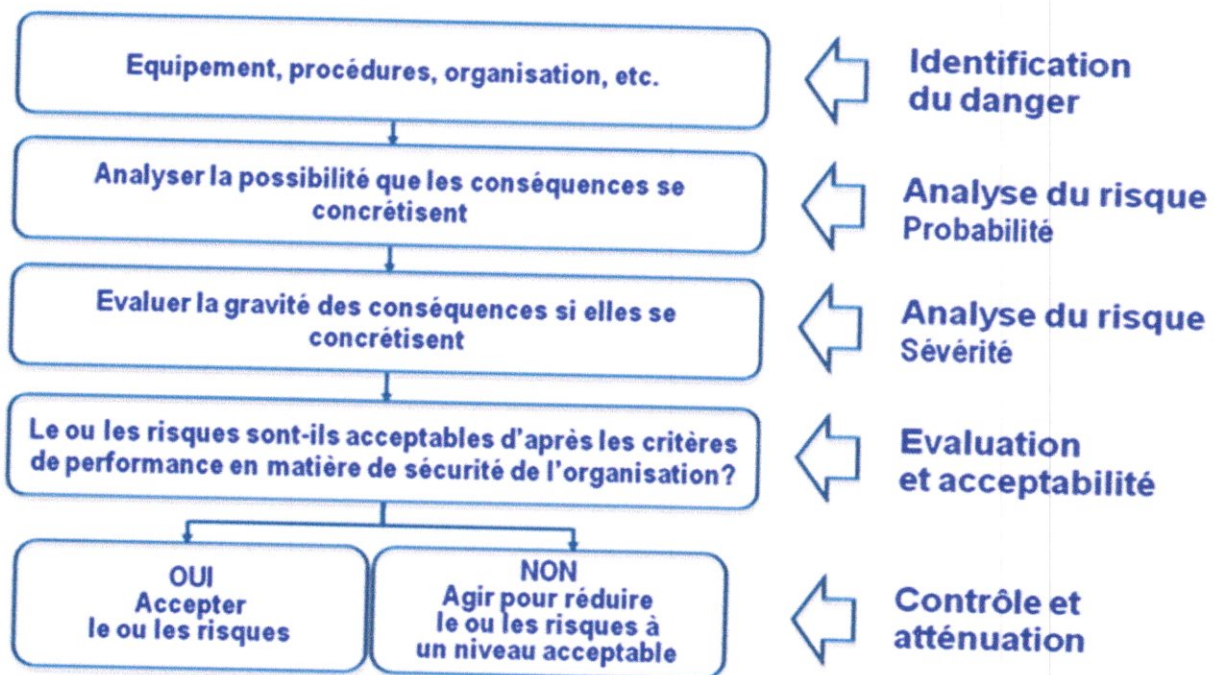 Equipement, procédures, organisation, etc.
Identification
du danger
Analyser la possibilité que les conséquences se
concrétisent
Analyse du risque
Probabilité
Evaluer la gravité des conséquences si elles se
concrétisent
Analyse du risque
Sévérité
Le ou les risques sont-ils acceptables d'après les critères
de performance en matière de sécurité de l'organisation?
Evaluation
et acceptabilité
OUI
Accepter
le ou les risques
NON
Agir pour réduire
le ou les risques à
un niveau acceptable
Contrôle et
atténuation